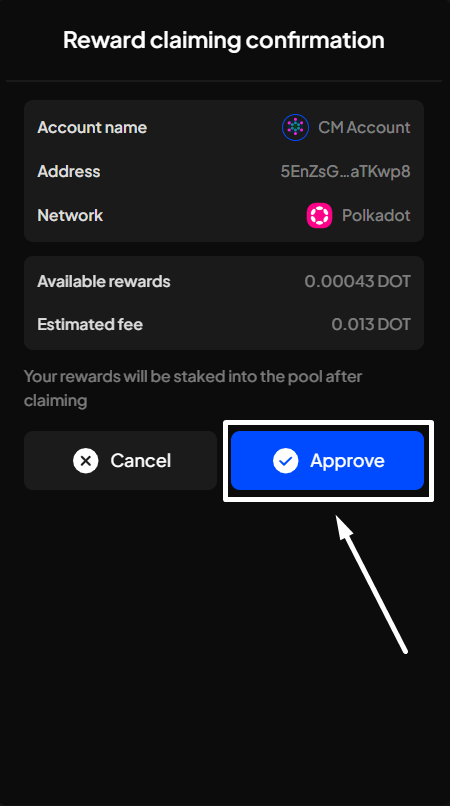 Reward claiming confirmation
Account name CM Account
Address 5EnZsG...aTKwp8
Network Polkadot
Available rewards 0.00043 DOT
Estimated fee 0.013 DOT
Your rewards will be staked into the pool after
claiming
Cancel Approve